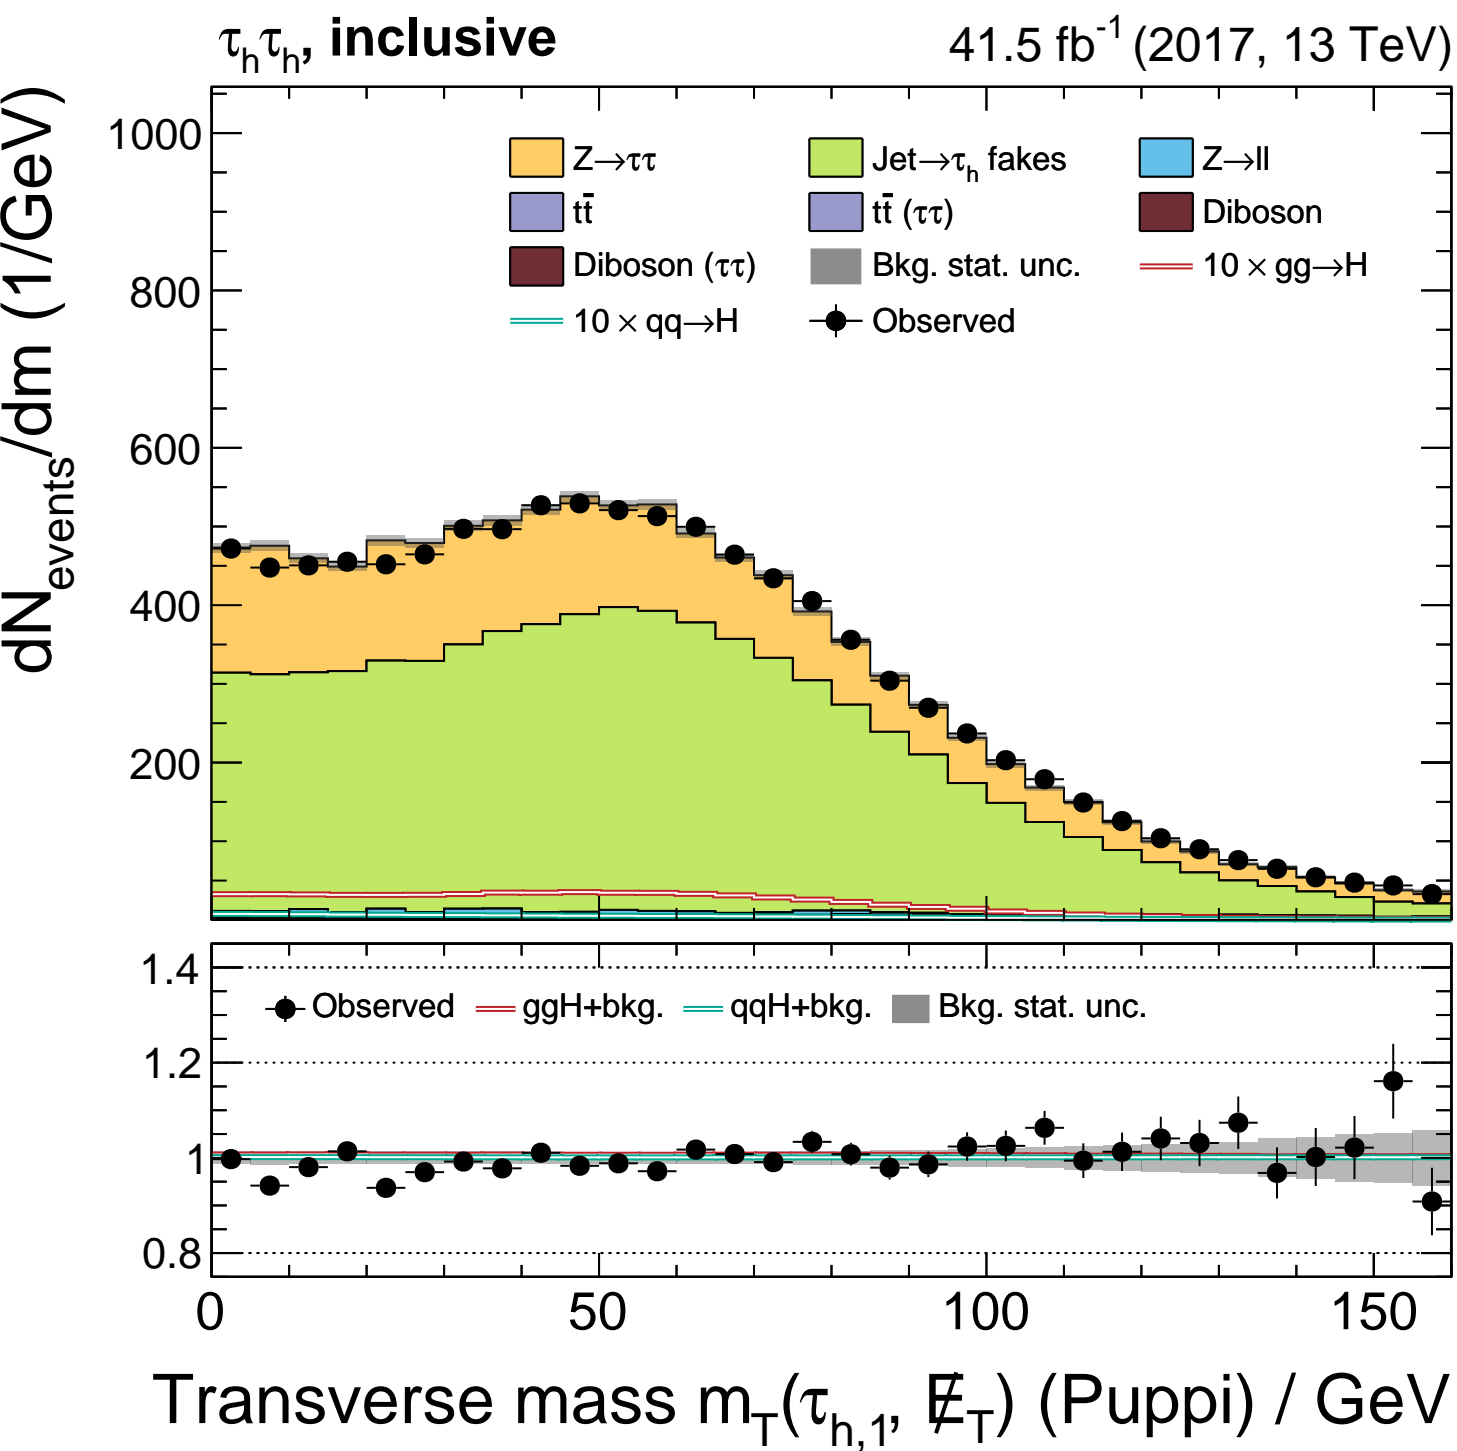 τhτh, inclusive 41.5 fb-1 (2017, 13 TeV)
dNevents/dm (1/GeV)
1000
800
600
400
200
Z→ττ Jet→τh fakes Z→ll
tt̄ tt̄ (ττ) Diboson
Diboson (ττ) Bkg. stat. unc. 10 × gg→H
10 × qq→H Observed
1.4
1.2
1
0.8
Observed ggH+bkg. qqH+bkg. Bkg. stat. unc.
0 50 100 150
Transverse mass mT(τh,1, E̸T) (Puppi) / GeV